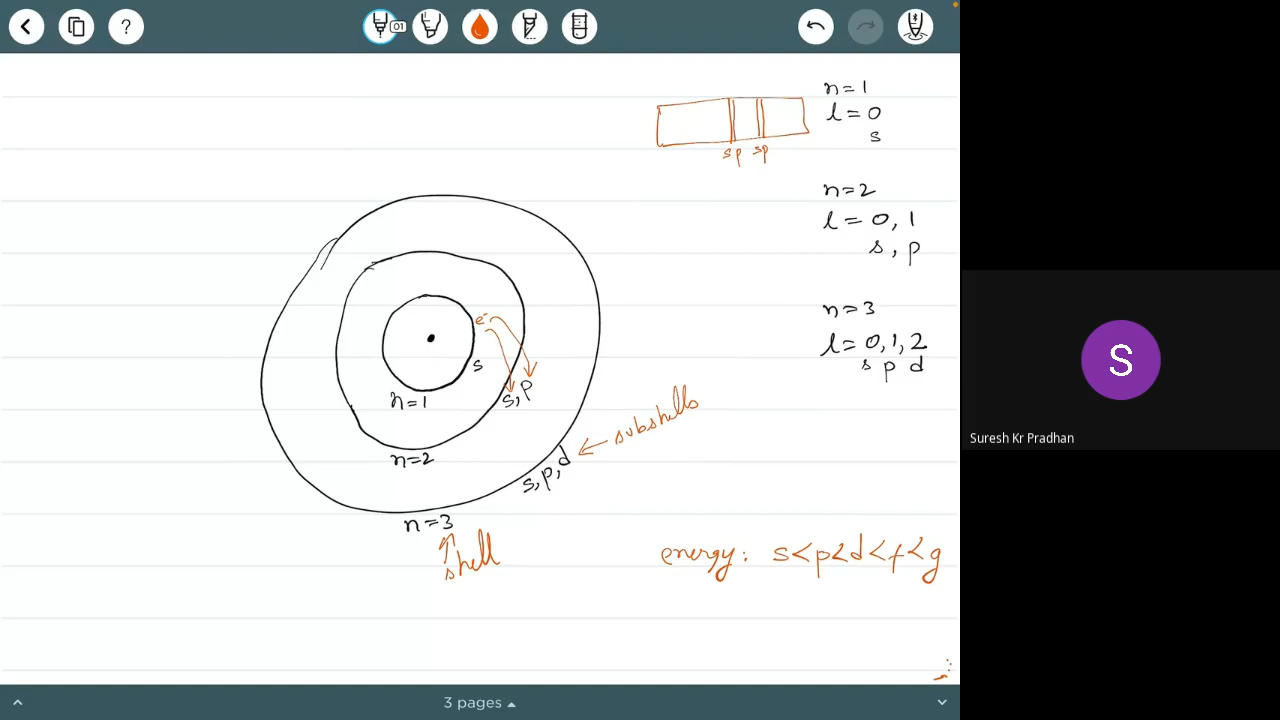 ?
01
n=1
l=0
s
s p sp
n=2
l=0,1
s, p
n=3
l=0,1,2
s p d
e⁻
s
n=1
s, p
n=2
s, p, d
← subshells
n=3
↑
shell
energy: s<p<d<f<g
S
Suresh Kr Pradhan
3 pages